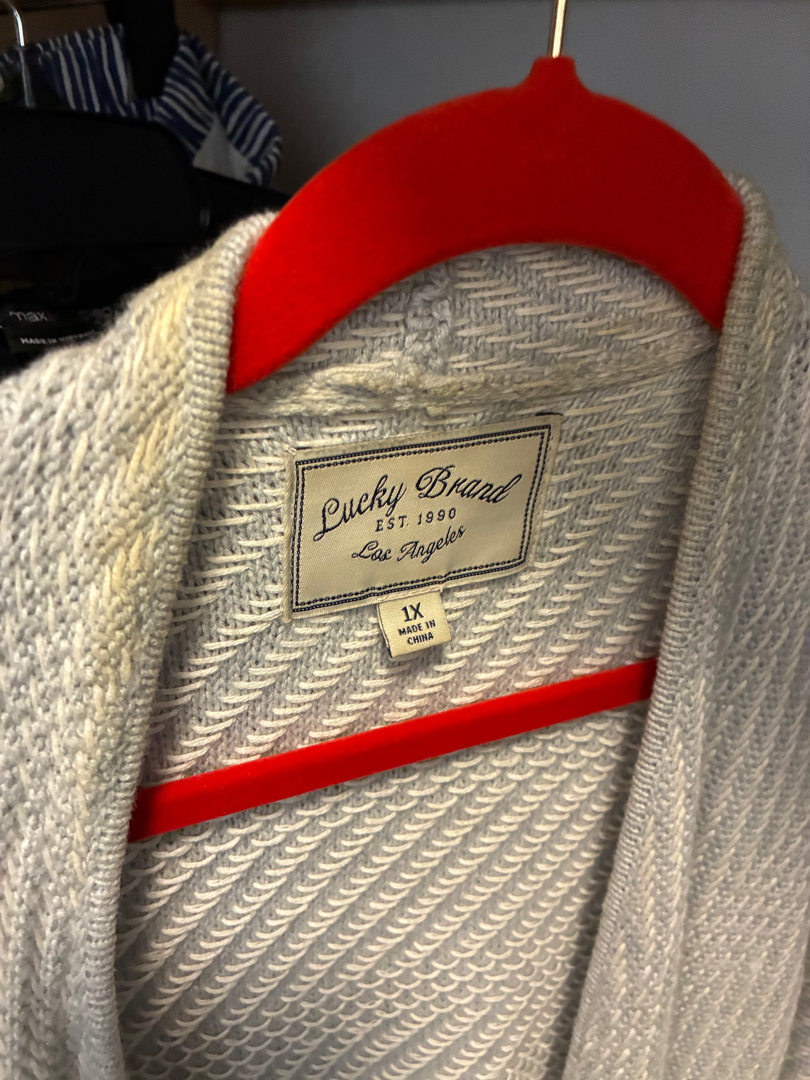 max
Lucky Brand
EST. 1990
Los Angeles
1X
MADE IN
CHINA